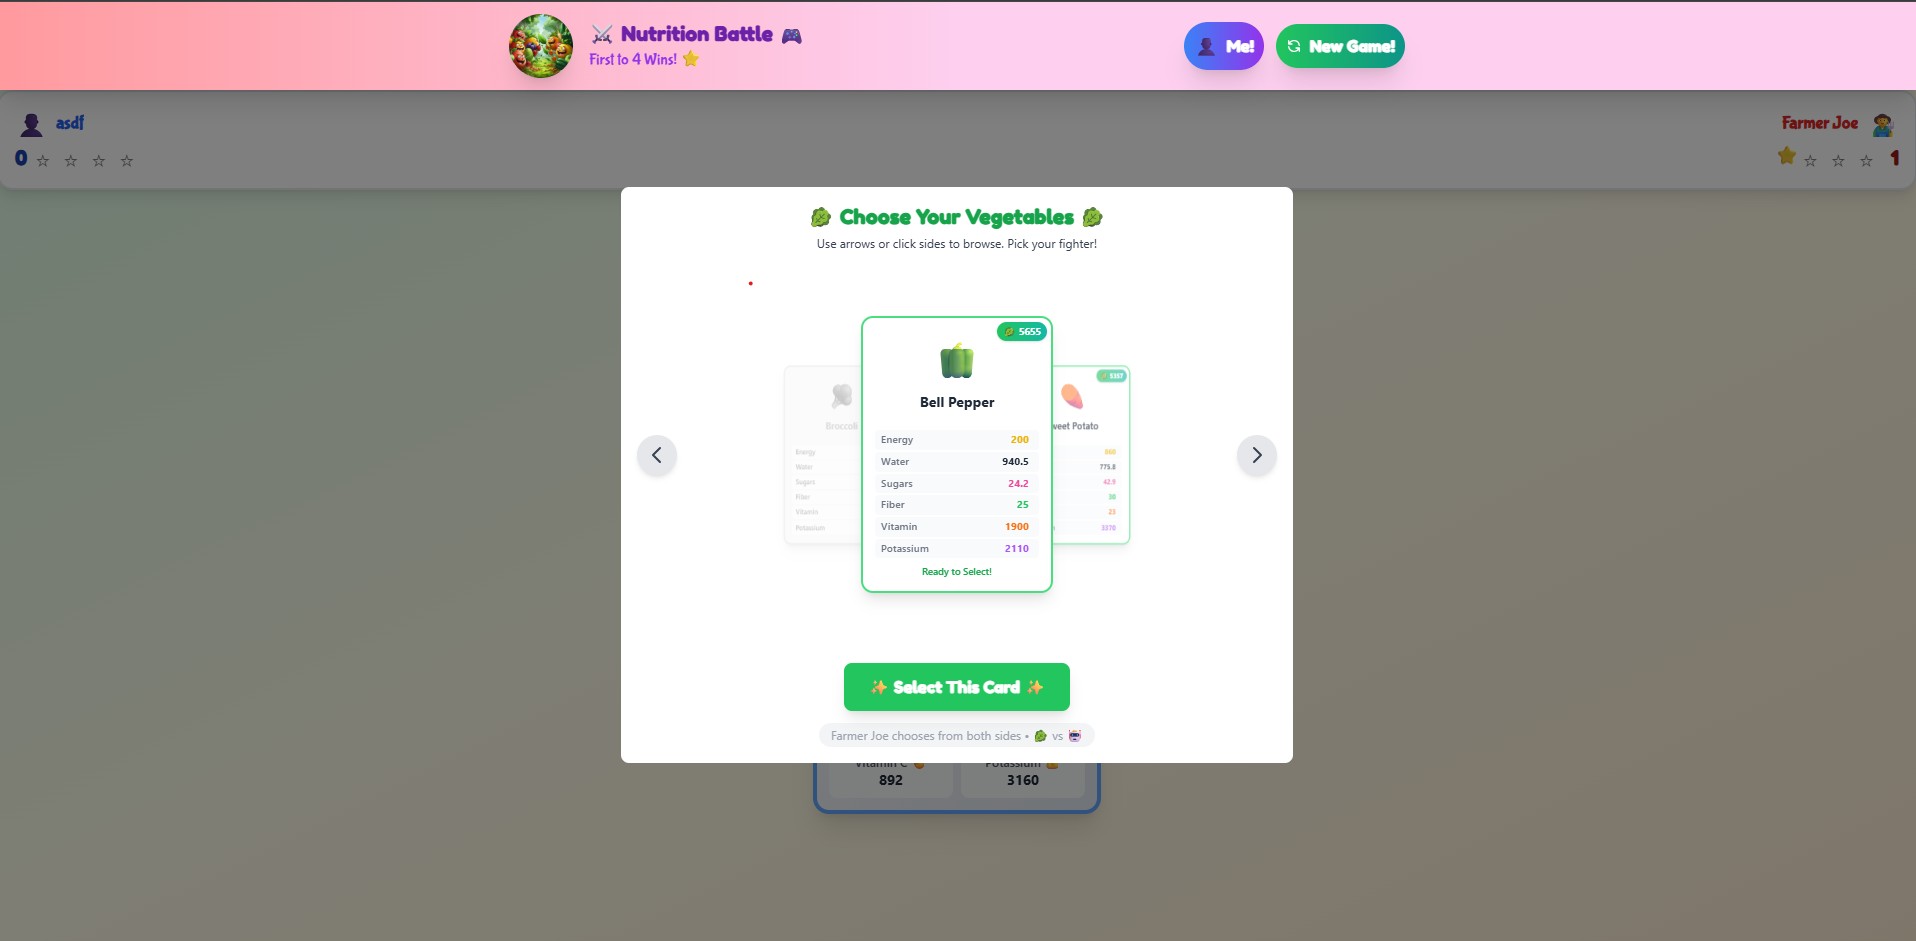 Nutrition Battle
First to 4 Wins!
Me!
New Game!
asdf
0
Farmer Joe
1
Choose Your Vegetables
Use arrows or click sides to browse. Pick your fighter!
5655
Bell Pepper
Energy 200
Water 940.5
Sugars 24.2
Fiber 25
Vitamin 1900
Potassium 2110
Ready to Select!
Broccoli
Energy
Water
Sugars
Fiber
Vitamin
Potassium
5357
weet Potato
860
775.8
42.9
30
23
3370
Select This Card
Farmer Joe chooses from both sides • vs
Vitamin C
892
Potassium
3160